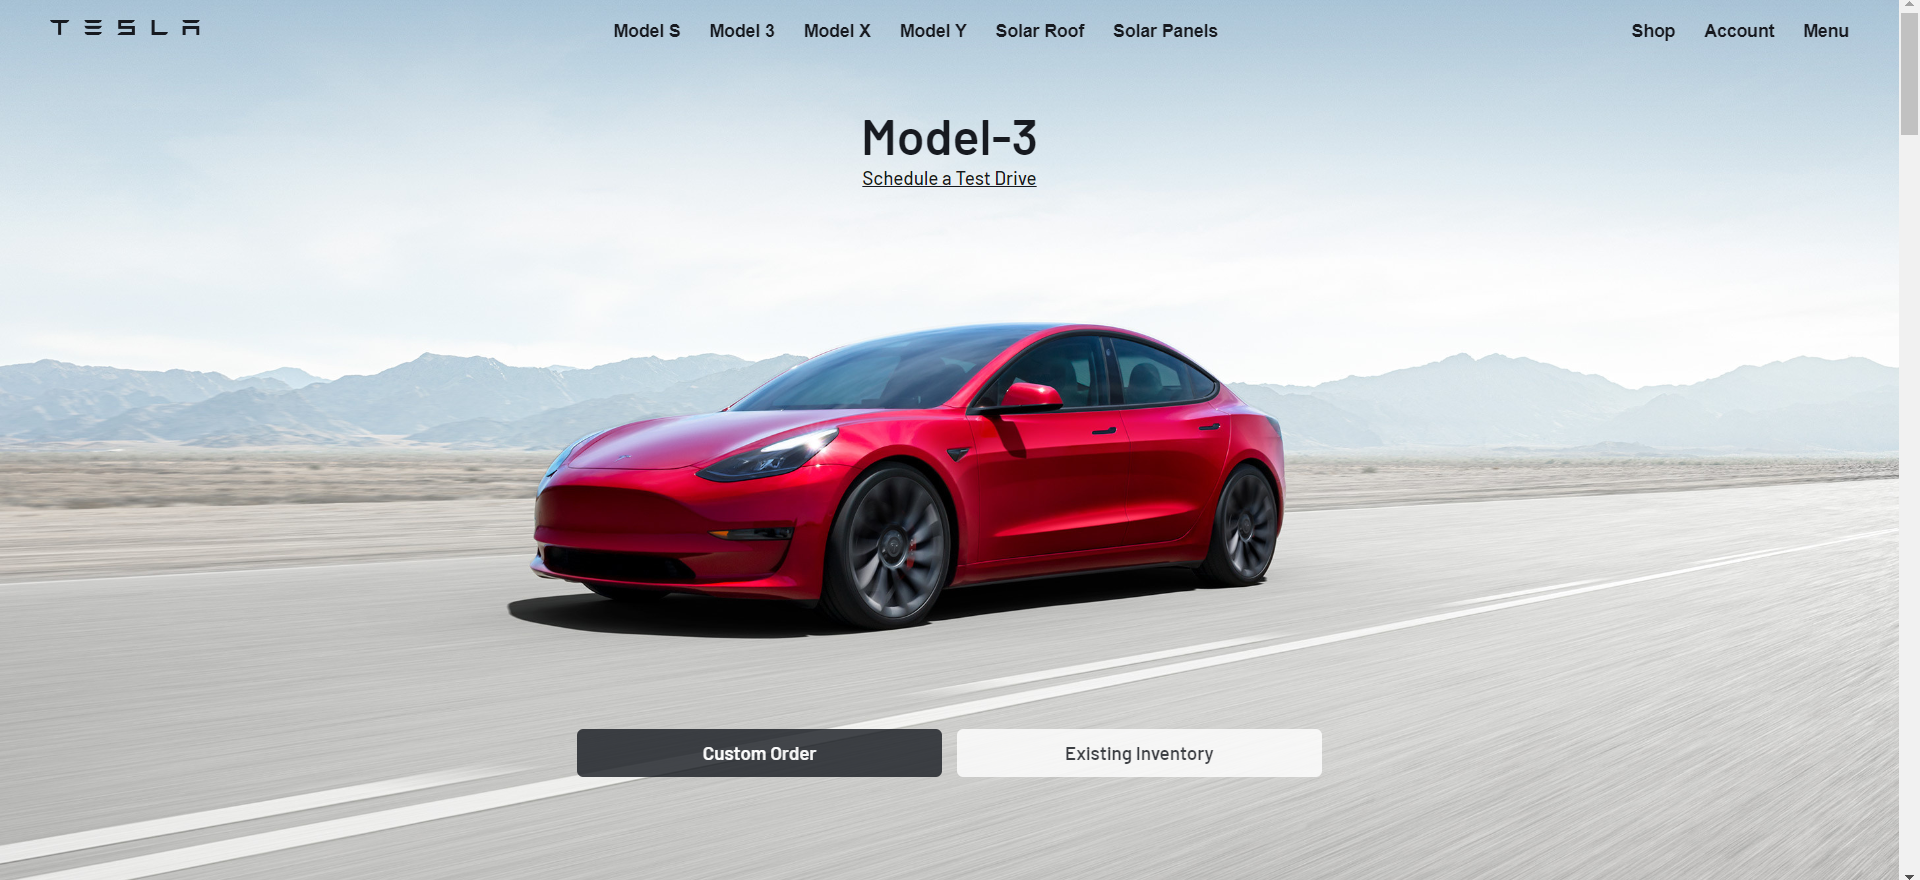 TESLA
Model S Model 3 Model X Model Y Solar Roof Solar Panels
Shop Account Menu
Model-3
Schedule a Test Drive
Custom Order
Existing Inventory